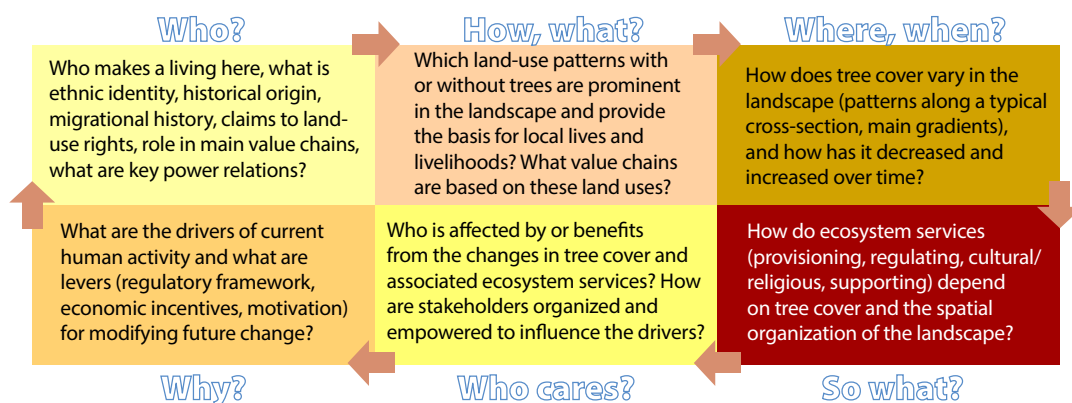 Who?
Who makes a living here, what is
ethnic identity, historical origin,
migrational history, claims to land-
use rights, role in main value chains,
what are key power relations?
How, what?
Which land-use patterns with
or without trees are prominent
in the landscape and provide
the basis for local lives and
livelihoods? What value chains
are based on these land uses?
Where, when?
How does tree cover vary in the
landscape (patterns along a typical
cross-section, main gradients),
and how has it decreased and
increased over time?
How do ecosystem services
(provisioning, regulating, cultural/
religious, supporting) depend
on tree cover and the spatial
organization of the landscape?
So what?
Who is affected by or benefits
from the changes in tree cover and
associated ecosystem services? How
are stakeholders organized and
empowered to influence the drivers?
Who cares?
What are the drivers of current
human activity and what are
levers (regulatory framework,
economic incentives, motivation)
for modifying future change?
Why?